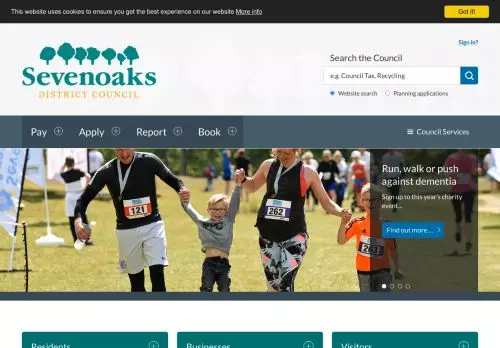 This website uses cookies to ensure you get the best experience on our website More info
Got it!
Sign in?
Sevenoaks
DISTRICT COUNCIL
Search the Council
e.g. Council Tax, Recycling
Website search
Planning applications
Pay
Apply
Report
Book
Council Services
Run, walk or push
against dementia
Sign up to this year's charity
event...
Find out more...
121
262
263
Residents
Businesses
Visitors